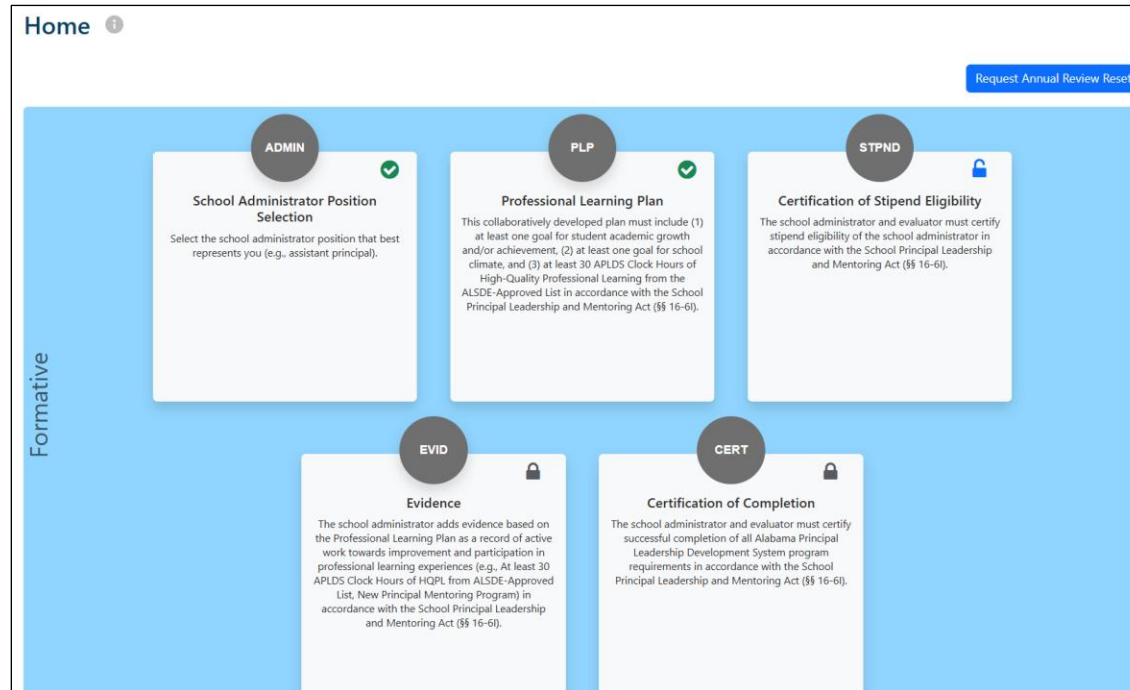 Home
Request Annual Review Reset
Formative
ADMIN
School Administrator Position
Selection
Select the school administrator position that best
represents you (e.g., assistant principal).
PLP
Professional Learning Plan
This collaboratively developed plan must include (1)
at least one goal for student academic growth
and/or achievement, (2) at least one goal for school
climate, and (3) at least 30 APLDS Clock Hours of
High-Quality Professional Learning from the
ALSDE-Approved List in accordance with the School
Principal Leadership and Mentoring Act (§§ 16-6I).
STPND
Certification of Stipend Eligibility
The school administrator and evaluator must certify
stipend eligibility of the school administrator in
accordance with the School Principal Leadership
and Mentoring Act (§§ 16-6I).
EVID
Evidence
The school administrator adds evidence based on
the Professional Learning Plan as a record of active
work towards improvement and participation in
professional learning experiences (e.g., At least 30
APLDS Clock Hours of HQPL from ALSDE-Approved
List, New Principal Mentoring Program) in
accordance with the School Principal Leadership
and Mentoring Act (§§ 16-6I).
CERT
Certification of Completion
The school administrator and evaluator must certify
successful completion of all Alabama Principal
Leadership Development System program
requirements in accordance with the School
Principal Leadership and Mentoring Act (§§ 16-6I).